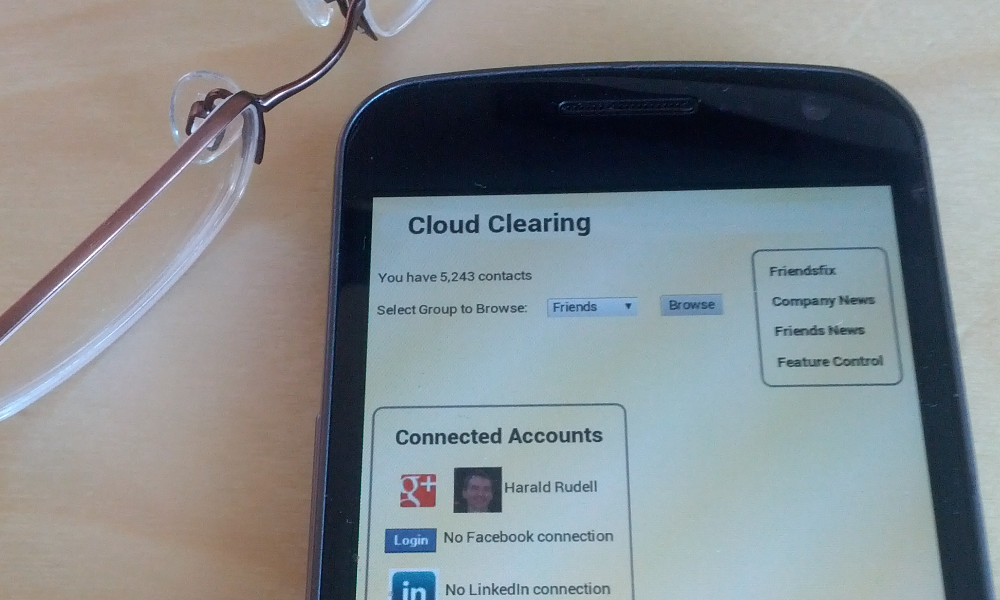 Cloud Clearing
You have 5,243 contacts
Select Group to Browse: Friends Browse
Friendsfix
Company News
Friends News
Feature Control
Connected Accounts
g+ Harald Rudell
Login No Facebook connection
in No LinkedIn connection